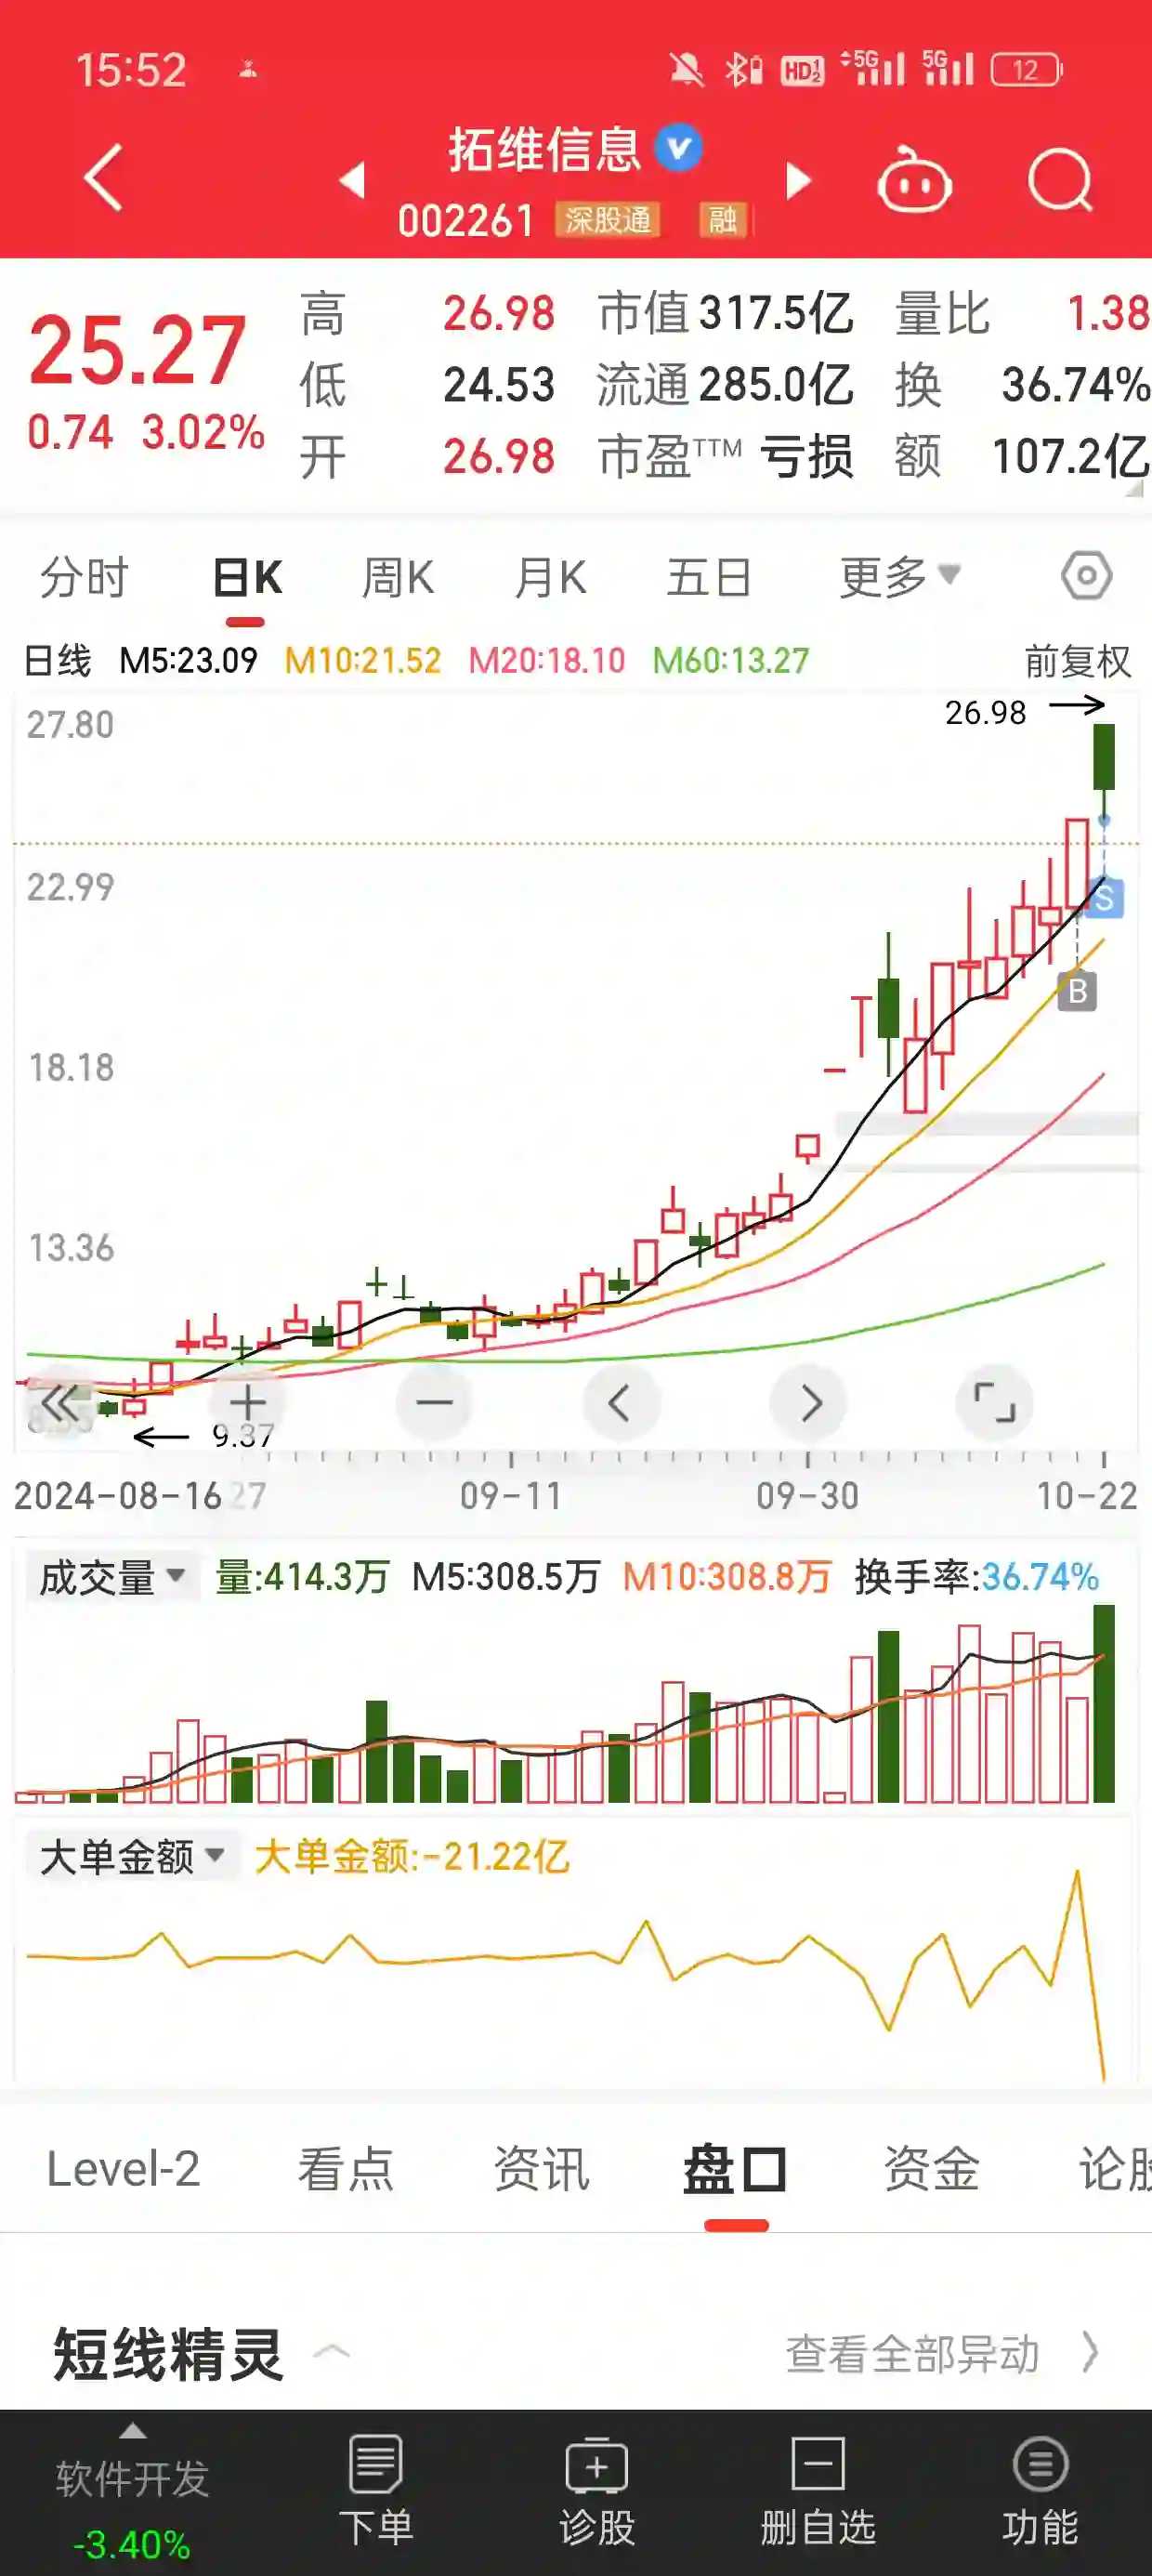 15:52 HD 1 2 5G 5G 12
拓维信息
002261 深股通 融
25.27 高 26.98 市值 317.5亿 量比 1.38
0.74 3.02% 低 24.53 流通 285.0亿 换 36.74%
开 26.98 市盈TTM 亏损 额 107.2亿
分时 日K 周K 月K 五日 更多
日线 M5:23.09 M10:21.52 M20:18.10 M60:13.27 前复权
27.80
26.98
22.99
S
B
18.18
13.36
9.37
2024-08-16 27 09-11 09-30 10-22
成交量 量:414.3万 M5:308.5万 M10:308.8万 换手率:36.74%
大单金额 大单金额:-21.22亿
Level-2 看点 资讯 盘口 资金 论股
短线精灵 查看全部异动
软件开发 下单 诊股 删自选 功能
-3.40%